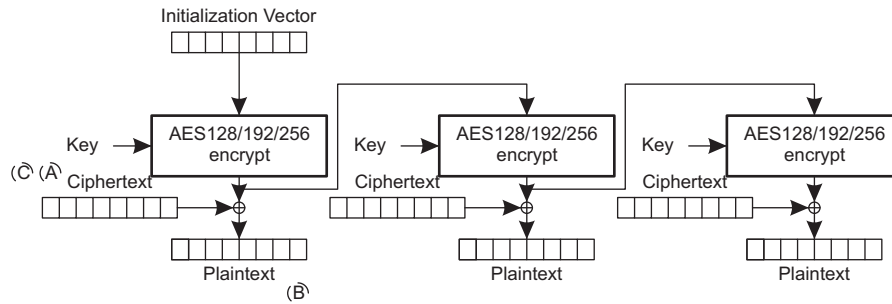 Initialization Vector
AES128/192/256
encrypt
AES128/192/256
encrypt
AES128/192/256
encrypt
Key
Key
Key
(C) (A)
Ciphertext
Ciphertext
Ciphertext
Plaintext
Plaintext
Plaintext
(B)